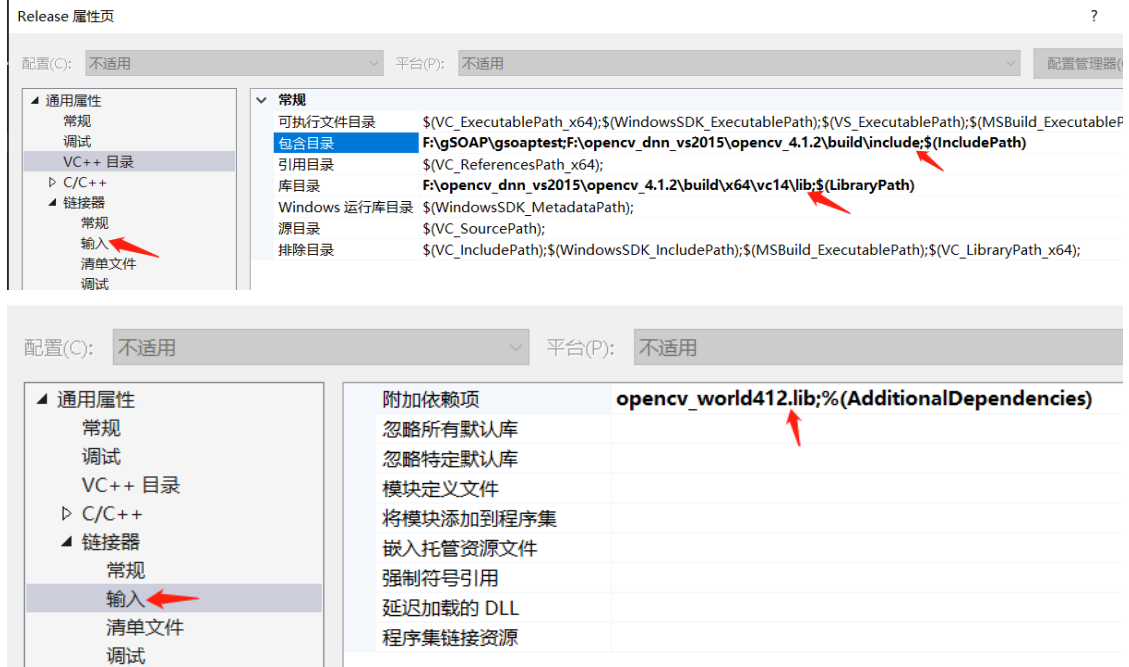 Release 属性页 ?
配置(C): 不适用 平台(P): 不适用 配置管理器(
通用属性
常规
调试
VC++ 目录
C/C++
链接器
常规
输入
清单文件
调试
常规
可执行文件目录 $(VC_ExecutablePath_x64);$(WindowsSDK_ExecutablePath);$(VS_ExecutablePath);$(MSBuild_ExecutableP
包含目录 F:\gSOAP\gsoaptest;F:\opencv_dnn_vs2015\opencv_4.1.2\build\include;$(IncludePath)
引用目录 $(VC_ReferencesPath_x64);
库目录 F:\opencv_dnn_vs2015\opencv_4.1.2\build\x64\vc14\lib;$(LibraryPath)
Windows 运行库目录 $(WindowsSDK_MetadataPath);
源目录 $(VC_SourcePath);
排除目录 $(VC_IncludePath);$(WindowsSDK_IncludePath);$(MSBuild_ExecutablePath);$(VC_LibraryPath_x64);
配置(C): 不适用 平台(P): 不适用
通用属性
常规
调试
VC++ 目录
C/C++
链接器
常规
输入
清单文件
调试
附加依赖项 opencv_world412.lib;%(AdditionalDependencies)
忽略所有默认库
忽略特定默认库
模块定义文件
将模块添加到程序集
嵌入托管资源文件
强制符号引用
延迟加载的 DLL
程序集链接资源